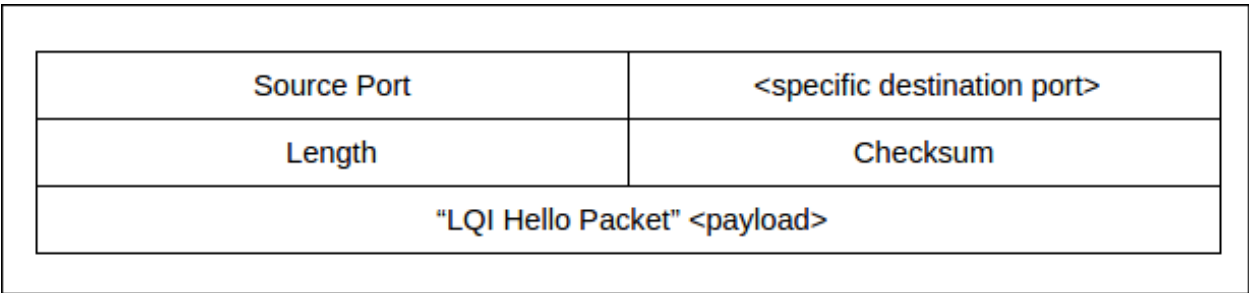 Source Port <specific destination port>
Length Checksum
“LQI Hello Packet” <payload>